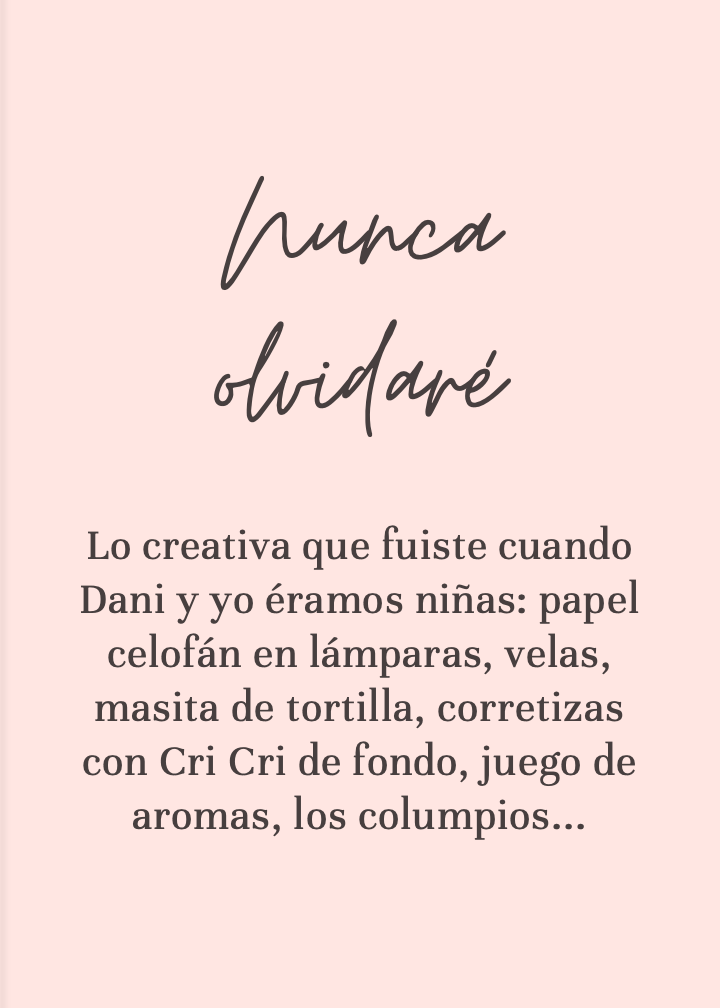 Nunca
olvidaré
Lo creativa que fuiste cuando
Dani y yo éramos niñas: papel
celofán en lámparas, velas,
masita de tortilla, corretizas
con Cri Cri de fondo, juego de
aromas, los columpios...